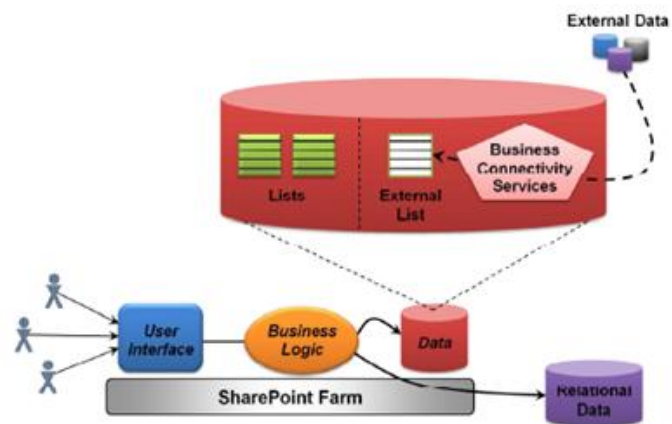 External Data
Business
Connectivity
Services
Lists
External
List
User
Interface
Business
Logic
Data
SharePoint Farm
Relational
Data